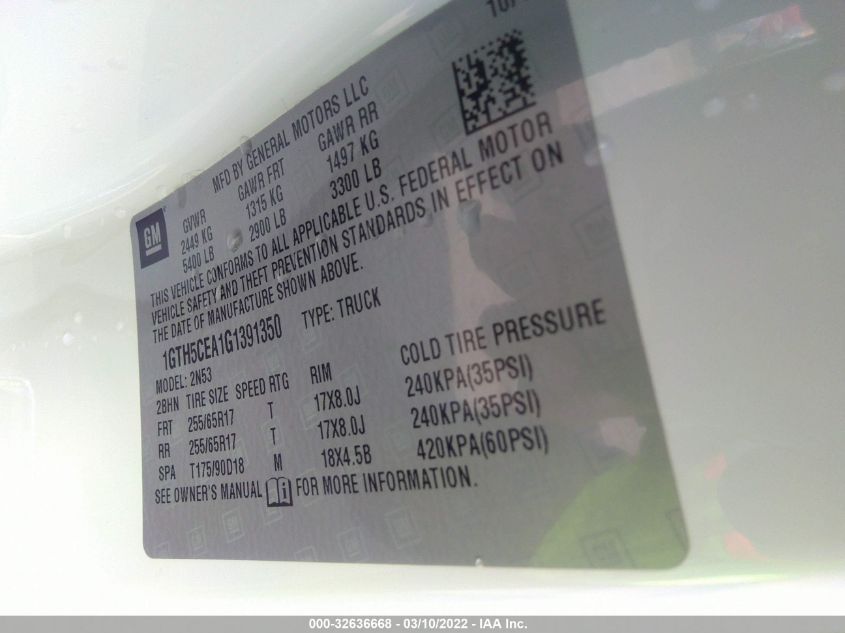 10/
MFD BY GENERAL MOTORS LLC
GM
GVWR GAWR FRT GAWR RR
2449 KG 1315 KG 1497 KG
5400 LB 2900 LB 3300 LB
THIS VEHICLE CONFORMS TO ALL APPLICABLE U.S. FEDERAL MOTOR
VEHICLE SAFETY AND THEFT PREVENTION STANDARDS IN EFFECT ON
THE DATE OF MANUFACTURE SHOWN ABOVE.
1GTH5CEA1G1391350 TYPE: TRUCK
MODEL: 2N53
2BHN TIRE SIZE SPEED RTG RIM COLD TIRE PRESSURE
FRT 255/65R17 T 17X8.0J 240KPA(35PSI)
RR 255/65R17 T 17X8.0J 240KPA(35PSI)
SPA T175/90D18 M 18X4.5B 420KPA(60PSI)
SEE OWNER'S MANUAL FOR MORE INFORMATION.
000-32636668 — 03/10/2022 — IAA Inc.